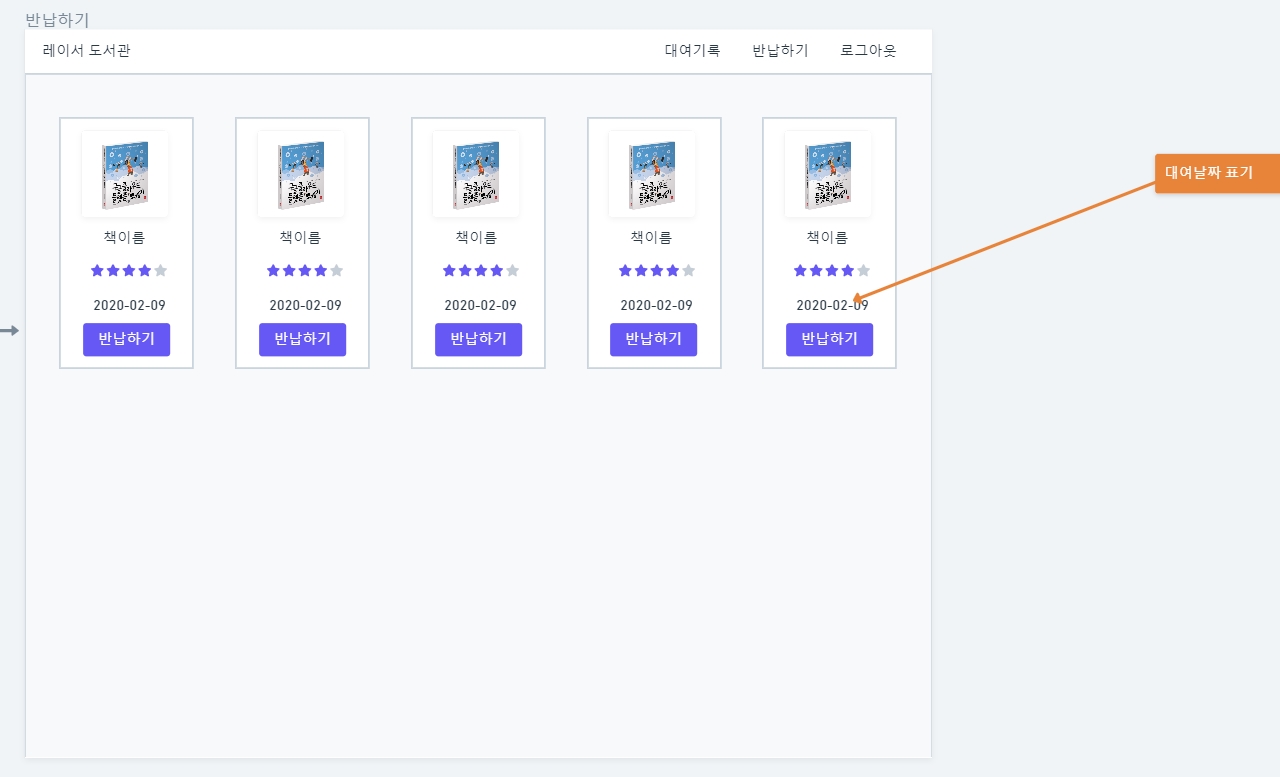 반납하기
레이서 도서관 대여기록 반납하기 로그아웃
대여날짜 표기
책이름 책이름 책이름 책이름 책이름
2020-02-09 2020-02-09 2020-02-09 2020-02-09 2020-02-09
반납하기 반납하기 반납하기 반납하기 반납하기